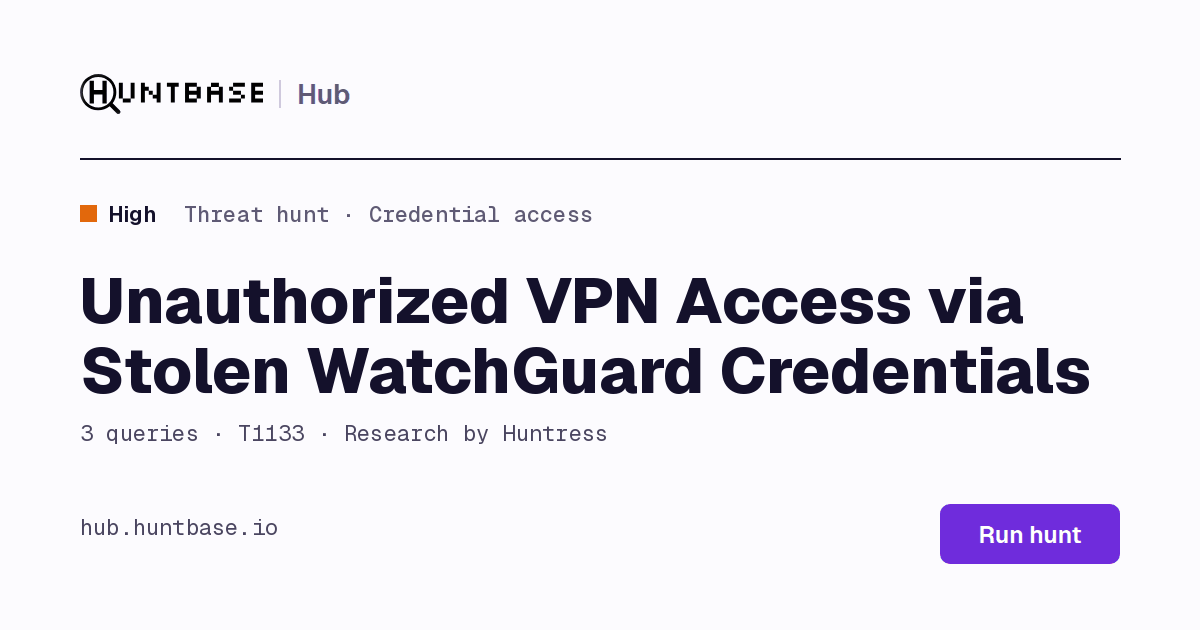 HUNTBASE | Hub
High Threat hunt · Credential access
Unauthorized VPN Access via
Stolen WatchGuard Credentials
3 queries · T1133 · Research by Huntress
hub.huntbase.io
Run hunt